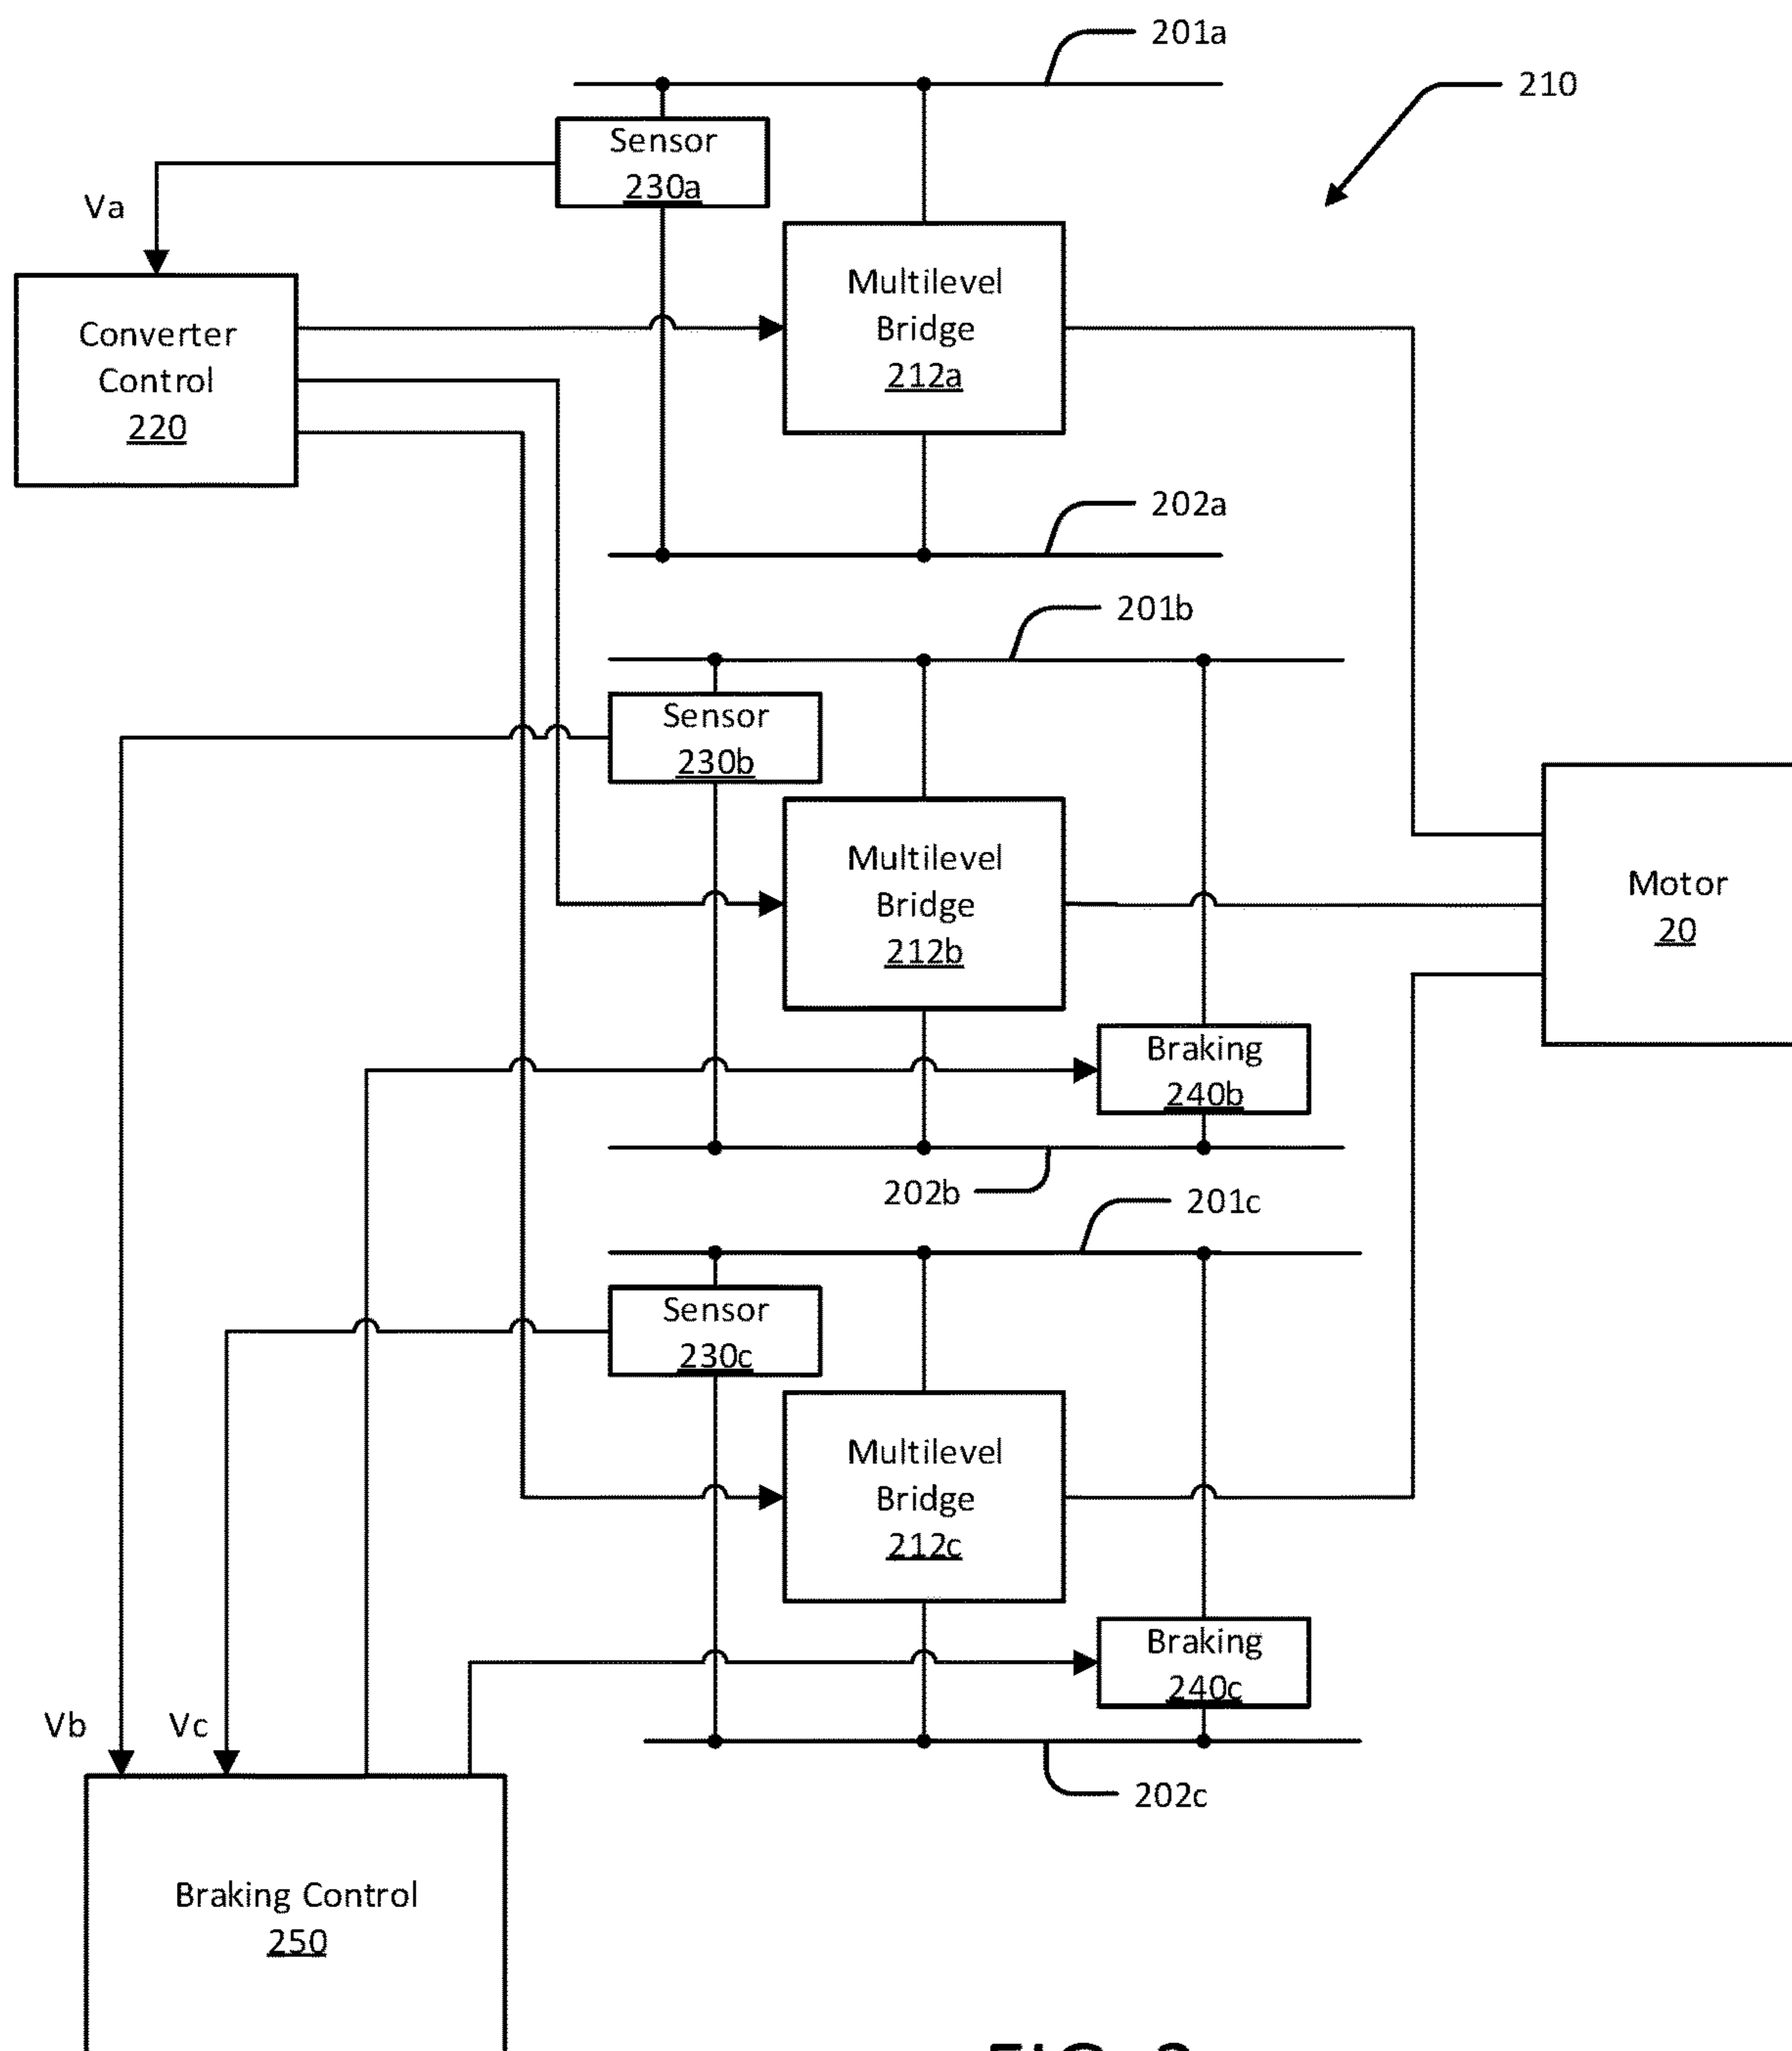 201a
210
Sensor
230a
Va
Multilevel
Bridge
212a
Converter
Control
220
202a
201b
Sensor
230b
Multilevel
Bridge
212b
Motor
20
Braking
240b
202b
201c
Sensor
230c
Multilevel
Bridge
212c
Braking
240c
Vb
Vc
202c
Braking Control
250